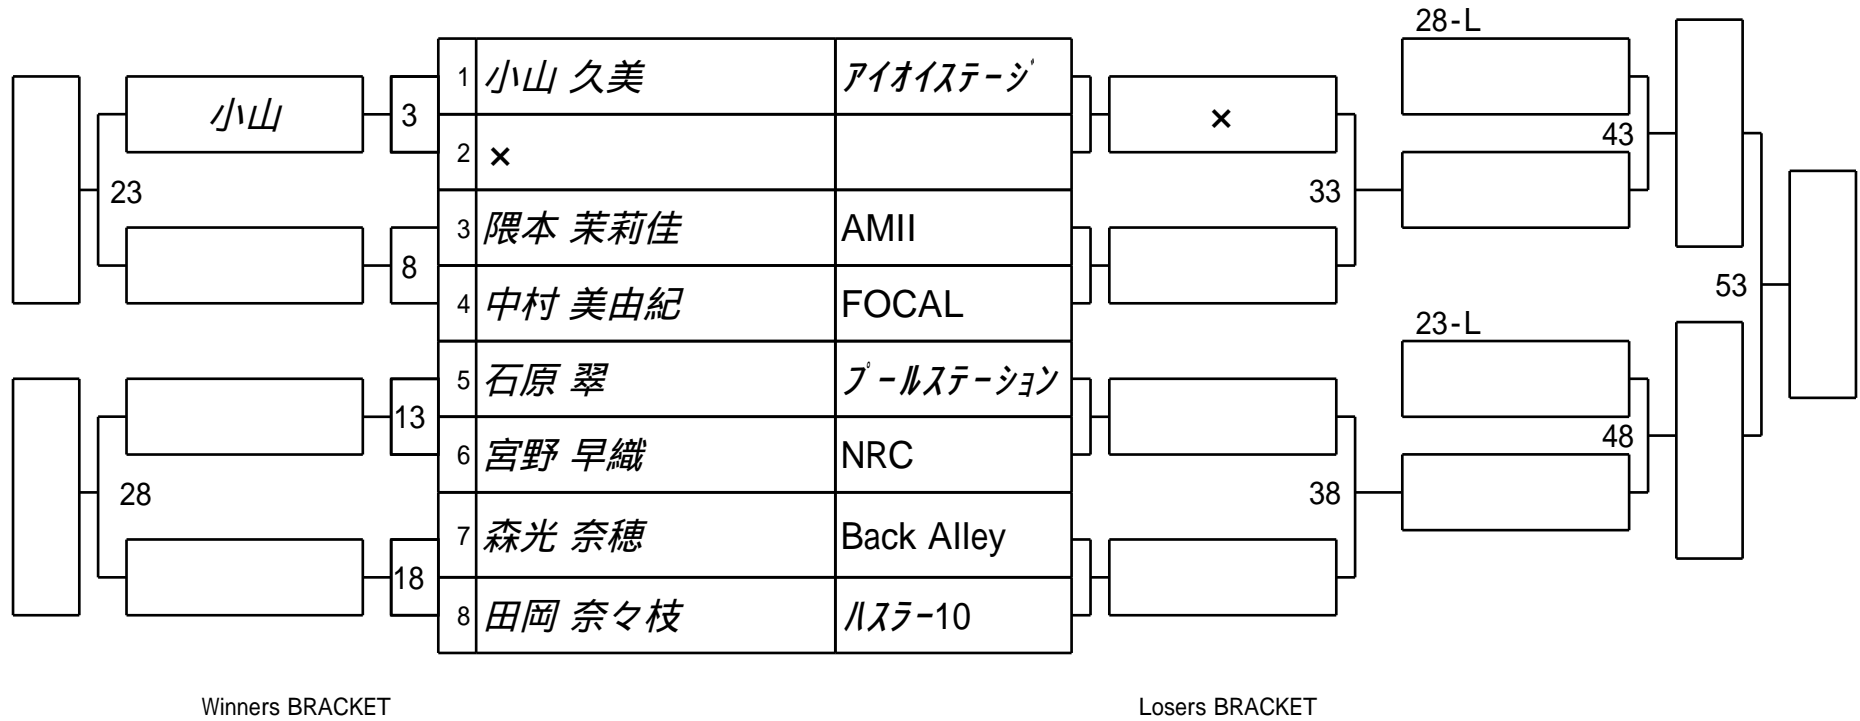 28-L
1 小山 久美 ｱｲｵｲｽﾃｰｼﾞ
小山 3 × 43
2 ×
23 33
3 隈本 茉莉佳 AMII
8
4 中村 美由紀 FOCAL 53
23-L
5 石原 翠 ﾌﾟｰﾙｽﾃｰｼｮﾝ
13 48
6 宮野 早織 NRC
28 38
7 森光 奈穂 Back Alley
18
8 田岡 奈々枝 ﾊｽﾗｰ10
Winners BRACKET Losers BRACKET